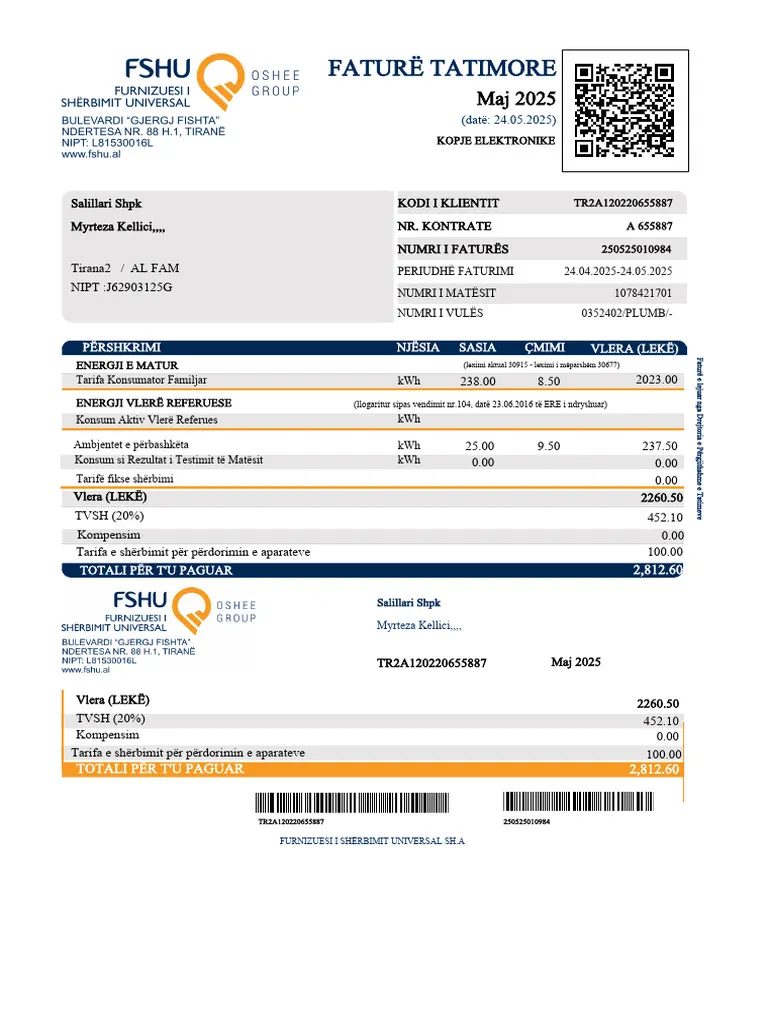 FSHU
FURNIZUESI I
SHËRBIMIT UNIVERSAL
OSHEE
GROUP
BULEVARDI “GJERGJ FISHTA”
NDERTESA NR. 88 H.1, TIRANË
NIPT: L81530016L
www.fshu.al
FATURË TATIMORE
Maj 2025
(datë: 24.05.2025)
KOPJE ELEKTRONIKE
Salillari Shpk
Myrteza Kellici,,,,
Tirana2 / AL FAM
NIPT :J62903125G
KODI I KLIENTIT TR2A120220655887
NR. KONTRATE A 655887
NUMRI I FATURËS 250525010984
PERIUDHË FATURIMI 24.04.2025-24.05.2025
NUMRI I MATËSIT 1078421701
NUMRI I VULËS 0352402/PLUMB/-
PËRSHKRIMI NJËSIA SASIA ÇMIMI VLERA (LEKË)
ENERGJI E MATUR (leximi aktual 30915 - leximi i mëparshëm 30677)
Tarifa Konsumator Familjar kWh 238.00 8.50 2023.00
ENERGJI VLERË REFERUESE (llogaritur sipas vendimit nr.104, datë 23.06.2016 të ERE i ndryshuar)
Konsum Aktiv Vlerë Referues kWh
Ambjentet e përbashkëta kWh 25.00 9.50 237.50
Konsum si Rezultat i Testimit të Matësit kWh 0.00 0.00
Tarifë fikse shërbimi 0.00
Vlera (LEKË) 2260.50
TVSH (20%) 452.10
Kompensim 0.00
Tarifa e shërbimit për përdorimin e aparateve 100.00
TOTALI PËR T'U PAGUAR 2,812.60
Faturë e lejuar nga Drejtoria e Përgjithshme e Tatimeve
FSHU
FURNIZUESI I
SHËRBIMIT UNIVERSAL
OSHEE
GROUP
BULEVARDI “GJERGJ FISHTA”
NDERTESA NR. 88 H.1, TIRANË
NIPT: L81530016L
www.fshu.al
Salillari Shpk
Myrteza Kellici,,,,
TR2A120220655887 Maj 2025
Vlera (LEKË) 2260.50
TVSH (20%) 452.10
Kompensim 0.00
Tarifa e shërbimit për përdorimin e aparateve 100.00
TOTALI PËR T'U PAGUAR 2,812.60
TR2A120220655887 250525010984
FURNIZUESI I SHËRBIMIT UNIVERSAL SH.A